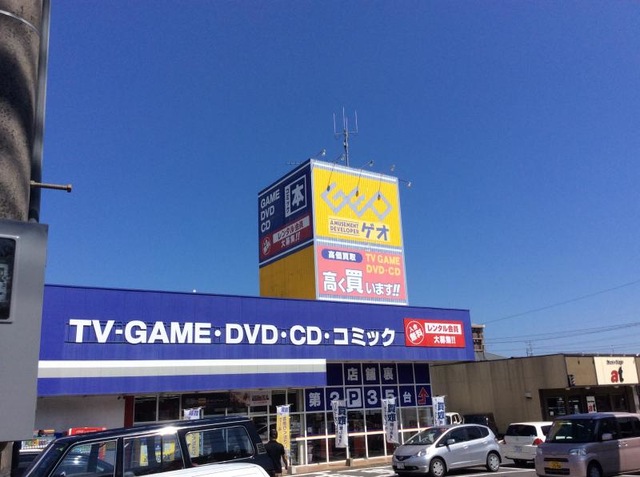 GAME
DVD
CD
本
レンタル会員
大募集!!
GEO
AMUSEMENT
DEVELOPER
ゲオ
高価買取
TV GAME
DVD・CD
高く買います!!
TV-GAME・DVD・CD・コミック
入会無料
レンタル会員
大募集!!
店舗裏
第2P35台
at